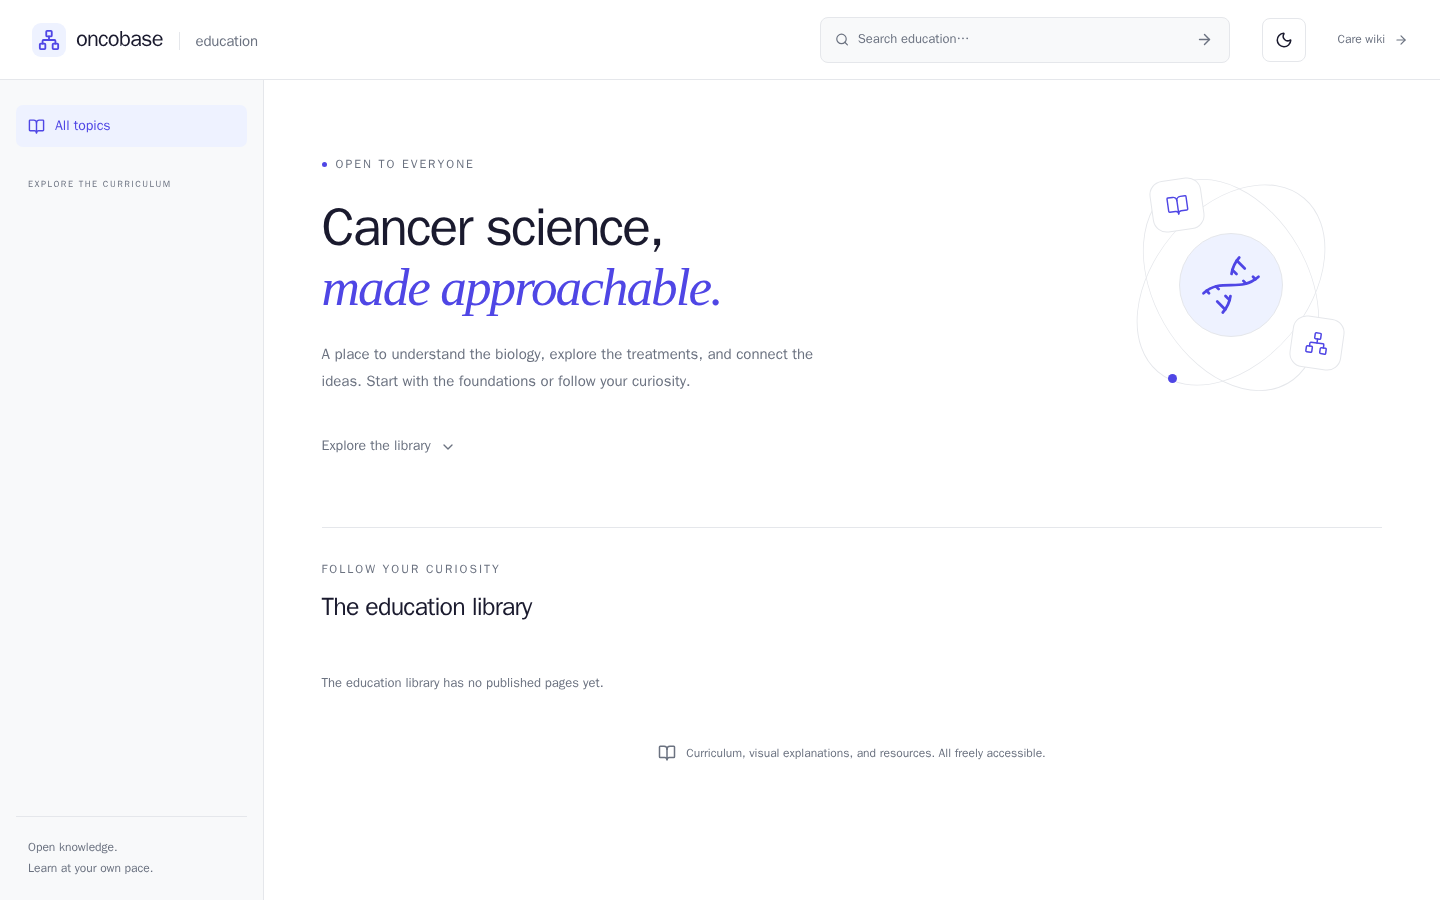 oncobase
education
Search education…
Care wiki
All topics
EXPLORE THE CURRICULUM
OPEN TO EVERYONE
Cancer science,
made approachable.
A place to understand the biology, explore the treatments, and connect the
ideas. Start with the foundations or follow your curiosity.
Explore the library
FOLLOW YOUR CURIOSITY
The education library
The education library has no published pages yet.
Curriculum, visual explanations, and resources. All freely accessible.
Open knowledge.
Learn at your own pace.